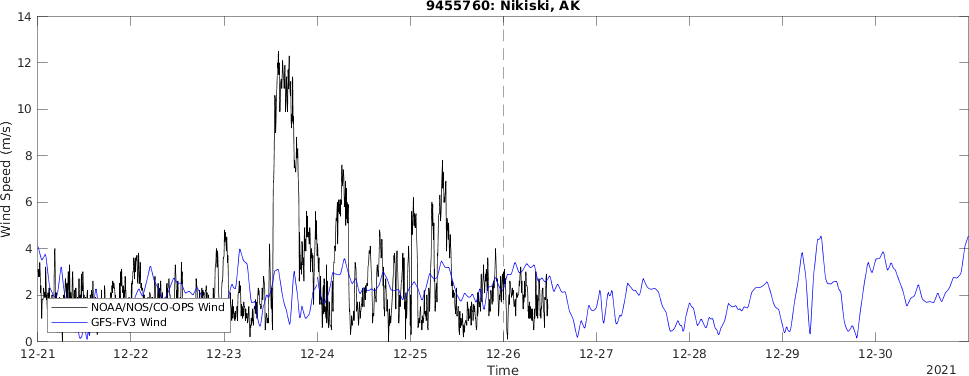 9455760: Nikiski, AK
Wind Speed (m/s)
14
12
10
8
6
4
2
0
NOAA/NOS/CO-OPS Wind
GFS-FV3 Wind
12-21 12-22 12-23 12-24 12-25 12-26 12-27 12-28 12-29 12-30
Time
2021